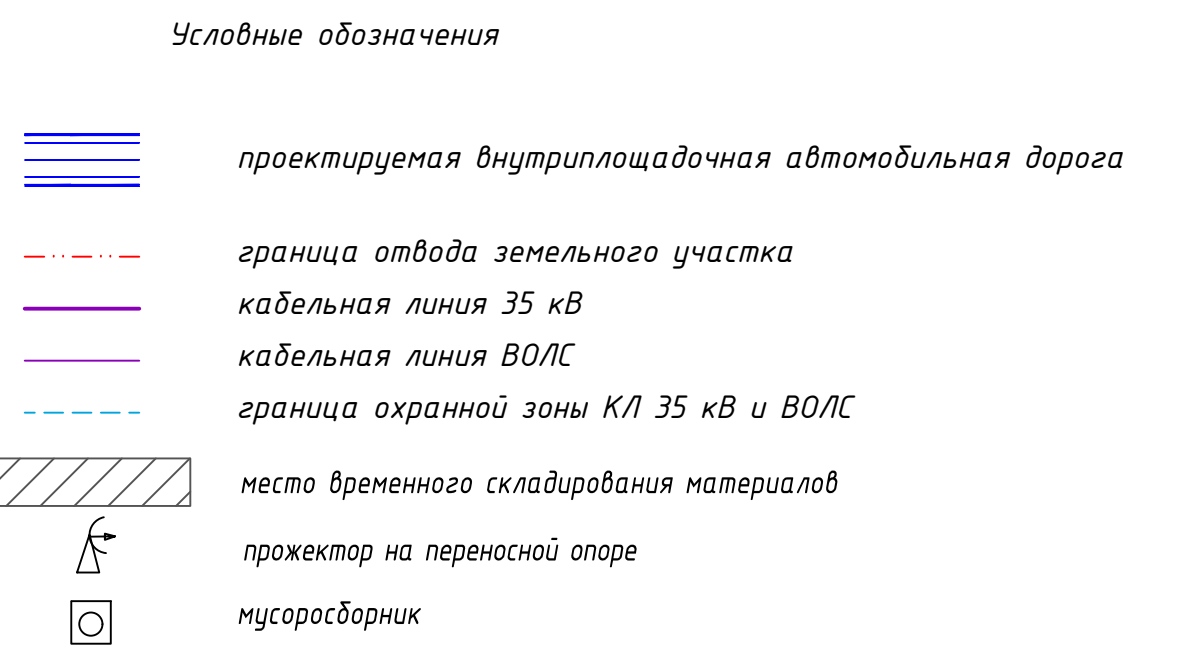 Условные обозначения
проектируемая внутриплощадочная автомобильная дорога
граница отвода земельного участка
кабельная линия 35 кВ
кабельная линия ВОЛС
граница охранной зоны КЛ 35 кВ и ВОЛС
место временного складирования материалов
прожектор на переносной опоре
мусоросборник